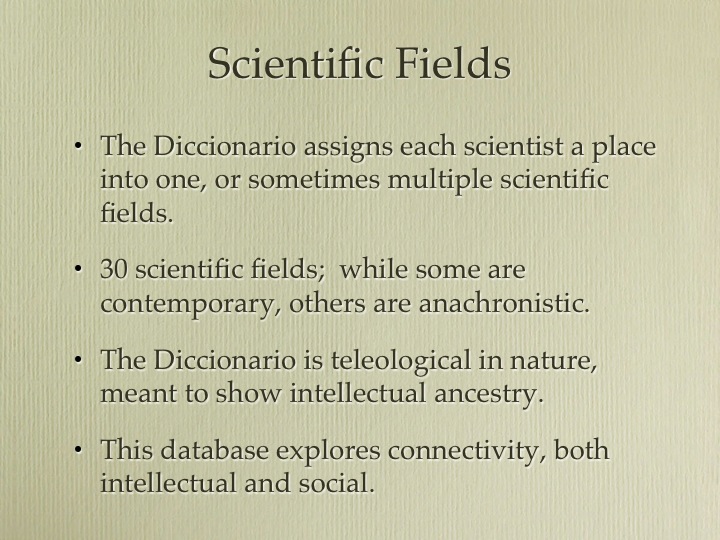 Scientific Fields
• The Diccionario assigns each scientist a place
into one, or sometimes multiple scientific
fields.
• 30 scientific fields;  while some are
contemporary, others are anachronistic.
• The Diccionario is teleological in nature,
meant to show intellectual ancestry.
• This database explores connectivity, both
intellectual and social.